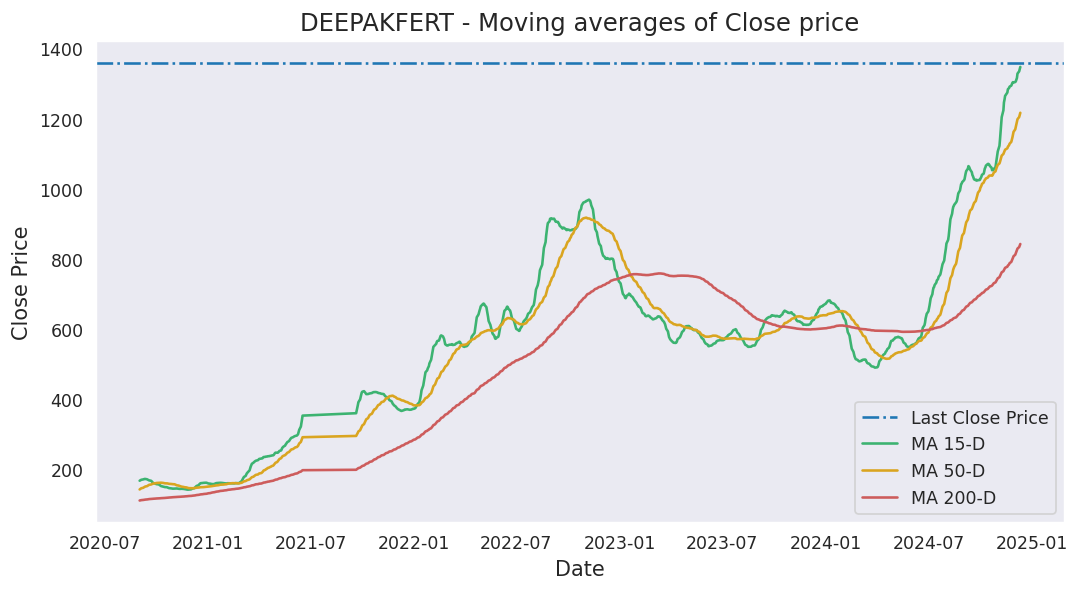 DEEPAKFERT - Moving averages of Close price
Close Price
1400
1200
1000
800
600
400
200
Last Close Price
MA 15-D
MA 50-D
MA 200-D
2020-07 2021-01 2021-07 2022-01 2022-07 2023-01 2023-07 2024-01 2024-07 2025-01
Date